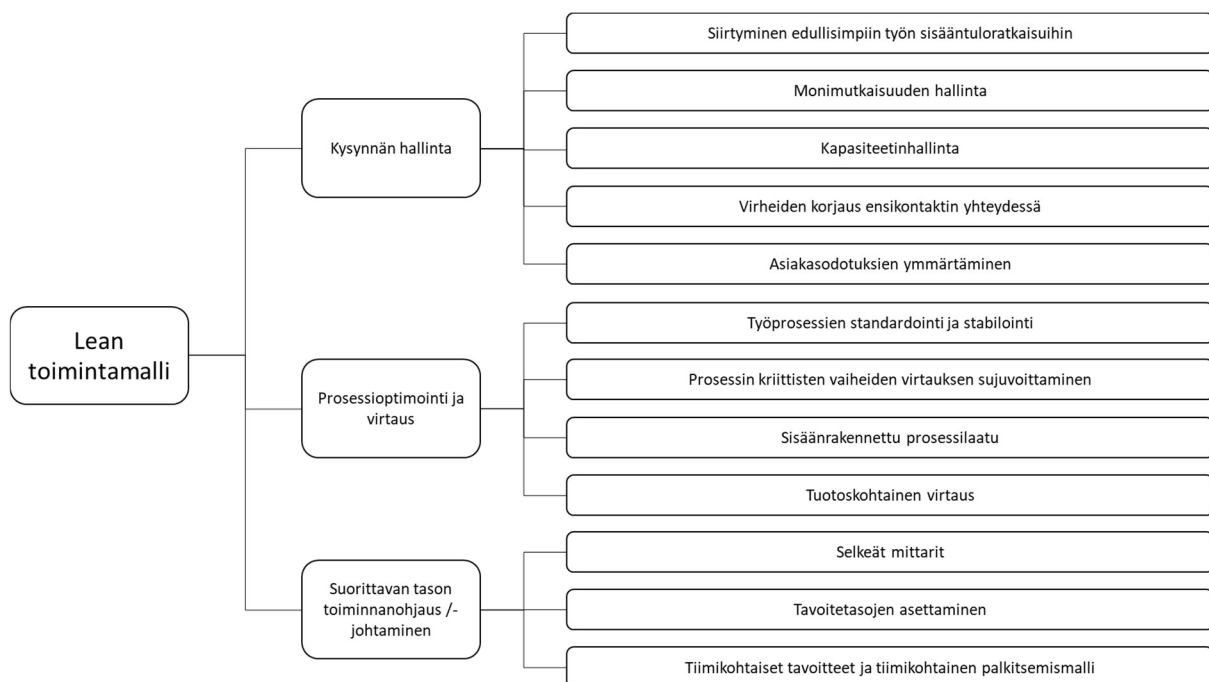 Lean
toimintamalli
Kysynnän hallinta
Siirtyminen edullisimpiin työn sisääntuloratkaisuihin
Monimutkaisuuden hallinta
Kapasiteetinhallinta
Virheiden korjaus ensikontaktin yhteydessä
Asiakasodotuksien ymmärtäminen
Prosessioptimointi ja
virtaus
Työprosessien standardointi ja stabilointi
Prosessin kriittisten vaiheiden virtauksen sujuvoittaminen
Sisäänrakennettu prosessilaatu
Tuotoskohtainen virtaus
Suorittavan tason
toiminnanohjaus /-
johtaminen
Selkeät mittarit
Tavoitetasojen asettaminen
Tiimikohtaiset tavoitteet ja tiimikohtainen palkitsemismalli